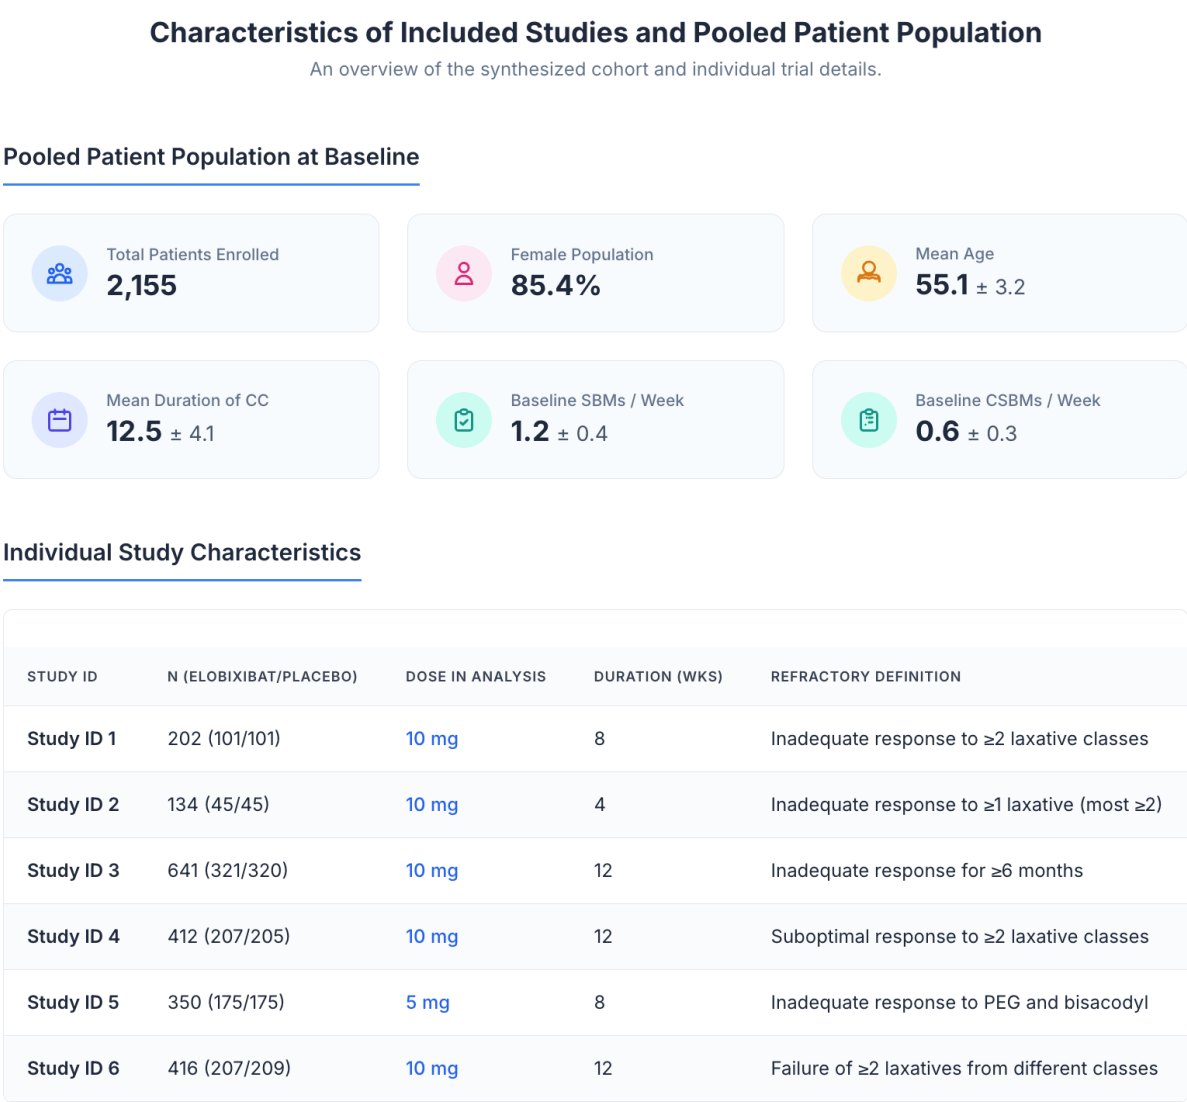 Characteristics of Included Studies and Pooled Patient Population
An overview of the synthesized cohort and individual trial details.
Pooled Patient Population at Baseline
Total Patients Enrolled
2,155
Female Population
85.4%
Mean Age
55.1 ± 3.2
Mean Duration of CC
12.5 ± 4.1
Baseline SBMs / Week
1.2 ± 0.4
Baseline CSBMs / Week
0.6 ± 0.3
Individual Study Characteristics
STUDY ID N (ELOBIXIBAT/PLACEBO) DOSE IN ANALYSIS DURATION (WKS) REFRACTORY DEFINITION
Study ID 1 202 (101/101) 10 mg 8 Inadequate response to ≥2 laxative classes
Study ID 2 134 (45/45) 10 mg 4 Inadequate response to ≥1 laxative (most ≥2)
Study ID 3 641 (321/320) 10 mg 12 Inadequate response for ≥6 months
Study ID 4 412 (207/205) 10 mg 12 Suboptimal response to ≥2 laxative classes
Study ID 5 350 (175/175) 5 mg 8 Inadequate response to PEG and bisacodyl
Study ID 6 416 (207/209) 10 mg 12 Failure of ≥2 laxatives from different classes